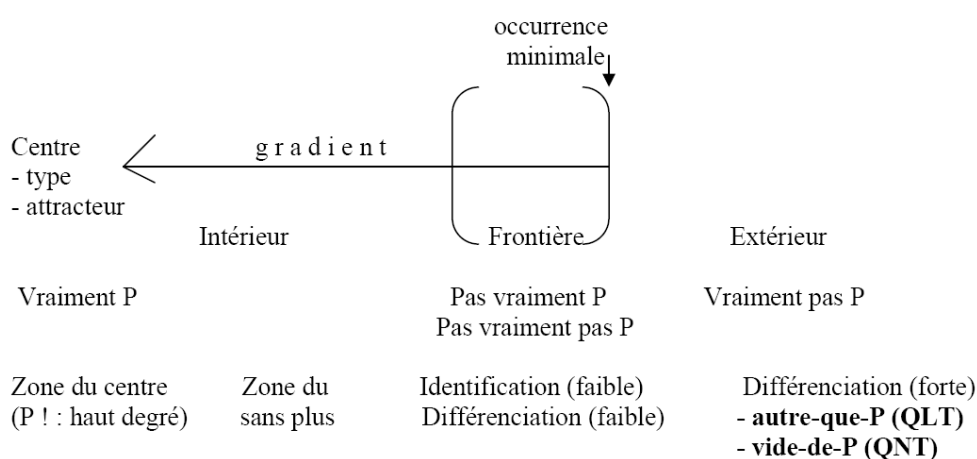 occurrence
minimale
Centre
- type
- attracteur
g r a d i e n t
Intérieur
Frontière
Extérieur
Vraiment P
Pas vraiment P
Pas vraiment pas P
Vraiment pas P
Zone du centre
(P ! : haut degré)
Zone du
sans plus
Identification (faible)
Différenciation (faible)
Différenciation (forte)
- autre-que-P (QLT)
- vide-de-P (QNT)